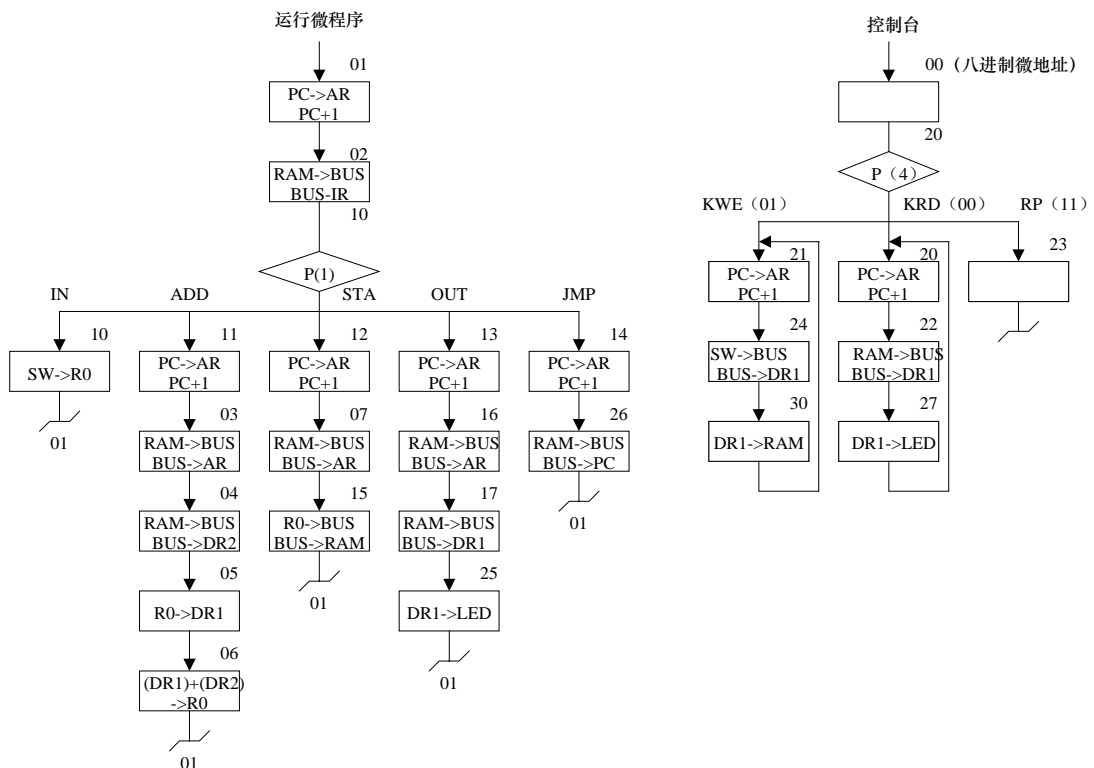 运行微程序
01
PC->AR
PC+1
02
RAM->BUS
BUS-IR
10
P(1)
IN
ADD
STA
OUT
JMP
10
SW->R0
01
11
PC->AR
PC+1
03
RAM->BUS
BUS->AR
04
RAM->BUS
BUS->DR2
05
R0->DR1
06
(DR1)+(DR2)
->R0
01
12
PC->AR
PC+1
07
RAM->BUS
BUS->AR
15
R0->BUS
BUS->RAM
01
13
PC->AR
PC+1
16
RAM->BUS
BUS->AR
17
RAM->BUS
BUS->DR1
25
DR1->LED
01
14
PC->AR
PC+1
26
RAM->BUS
BUS->PC
01
控制台
00（八进制微地址）
20
P（4）
KWE（01）
KRD（00）
RP（11）
21
PC->AR
PC+1
24
SW->BUS
BUS->DR1
30
DR1->RAM
20
PC->AR
PC+1
22
RAM->BUS
BUS->DR1
27
DR1->LED
23